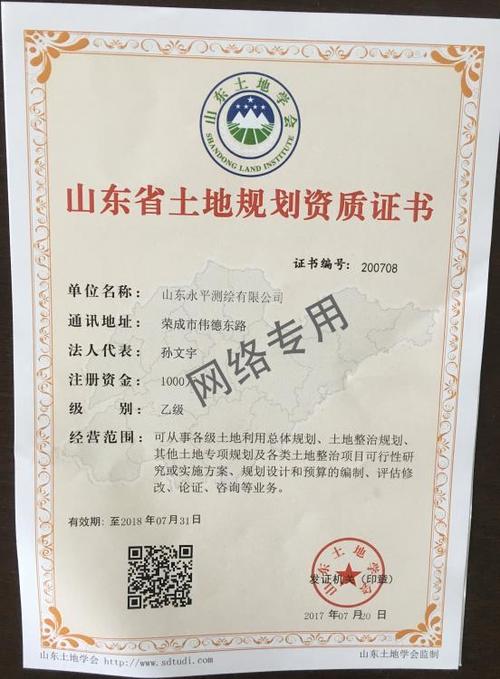 山东土地学会
SHANDONG LAND INSTITUTE
山东省土地规划资质证书
证书编号：200708
单位名称：山东永平测绘有限公司
通讯地址：荣成市伟德东路
法人代表：孙文宇
注册资金：1000
级 别：乙级
经营范围：可从事各级土地利用总体规划、土地整治规划、
其他土地专项规划及各类土地整治项目可行性研
究或实施方案、规划设计和预算的编制、评估修
改、论证、咨询等业务。
网络专用
有效期：至2018年07月31日
山东土地学会
发证机关（印章）
2017年07月20日
山东土地学会 http://www.sdtudi.com
山东土地学会监制